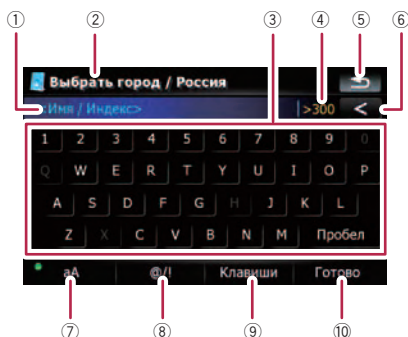 ① ② ③ ④ ⑤ ⑥
Выбрать город / Россия
<Имя / Индекс> >300 <
1 2 3 4 5 6 7 8 9 0
Q W E R T Y U I O P
A S D F G H J K L
Z X C V B N M Пробел
aA @/! Клавиши Готово
⑦ ⑧ ⑨ ⑩